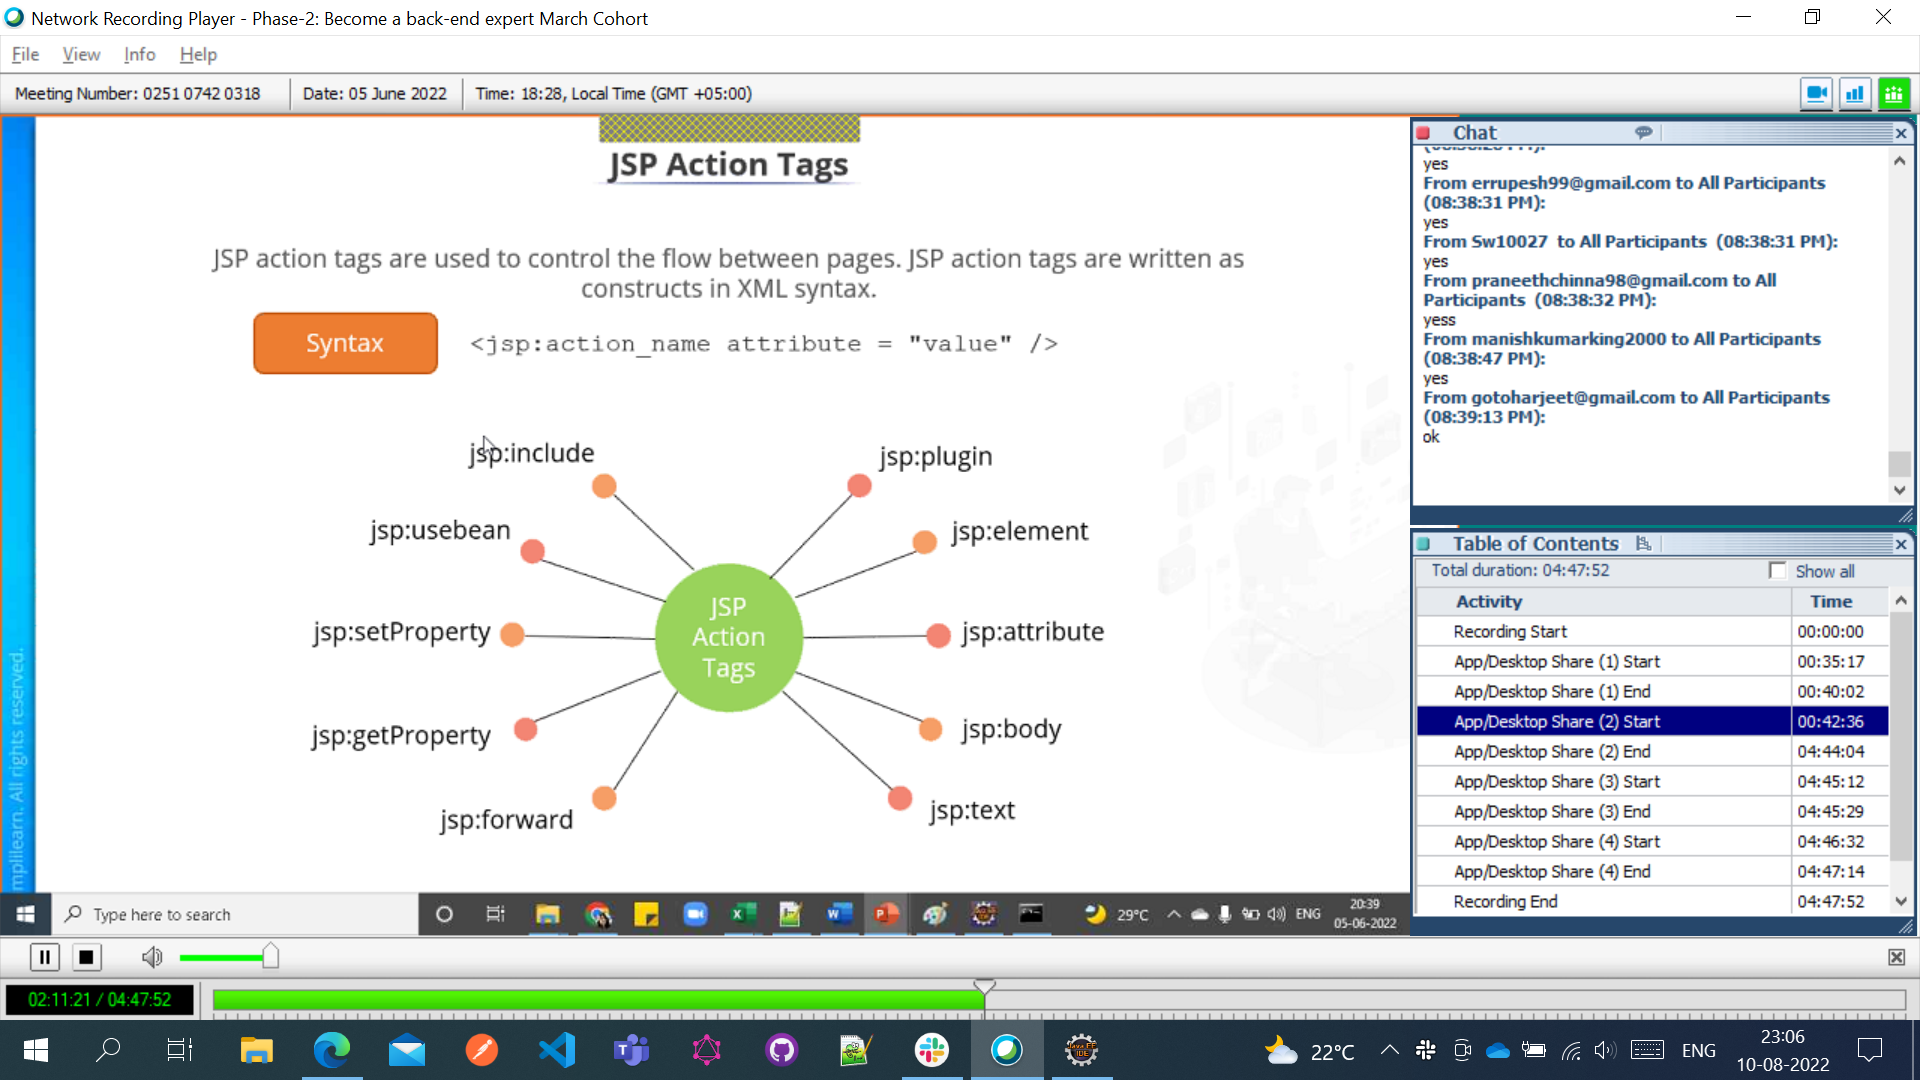 Network Recording Player - Phase-2: Become a back-end expert March Cohort
File View Info Help
Meeting Number: 0251 0742 0318 Date: 05 June 2022 Time: 18:28, Local Time (GMT +05:00)
JSP Action Tags
JSP action tags are used to control the flow between pages. JSP action tags are written as
constructs in XML syntax.
Syntax <jsp:action_name attribute = "value" />
jsp:include
jsp:plugin
jsp:usebean
jsp:element
jsp:setProperty
jsp:attribute
jsp:getProperty
jsp:body
jsp:forward
jsp:text
JSP
Action
Tags
mplilearn. All rights reserved.
Type here to search
29°C
ENG
20:39
05-06-2022
Chat
yes
From errupesh99@gmail.com to All Participants
(08:38:31 PM):
yes
From Sw10027 to All Participants (08:38:31 PM):
yes
From praneethchinna98@gmail.com to All
Participants (08:38:32 PM):
yess
From manishkumarking2000 to All Participants
(08:38:47 PM):
yes
From gotoharjeet@gmail.com to All Participants
(08:39:13 PM):
ok
Table of Contents
Total duration: 04:47:52 Show all
Activity Time
Recording Start 00:00:00
App/Desktop Share (1) Start 00:35:17
App/Desktop Share (1) End 00:40:02
App/Desktop Share (2) Start 00:42:36
App/Desktop Share (2) End 04:44:04
App/Desktop Share (3) Start 04:45:12
App/Desktop Share (3) End 04:45:29
App/Desktop Share (4) Start 04:46:32
App/Desktop Share (4) End 04:47:14
Recording End 04:47:52
02:11:21 / 04:47:52
22°C
ENG
23:06
10-08-2022